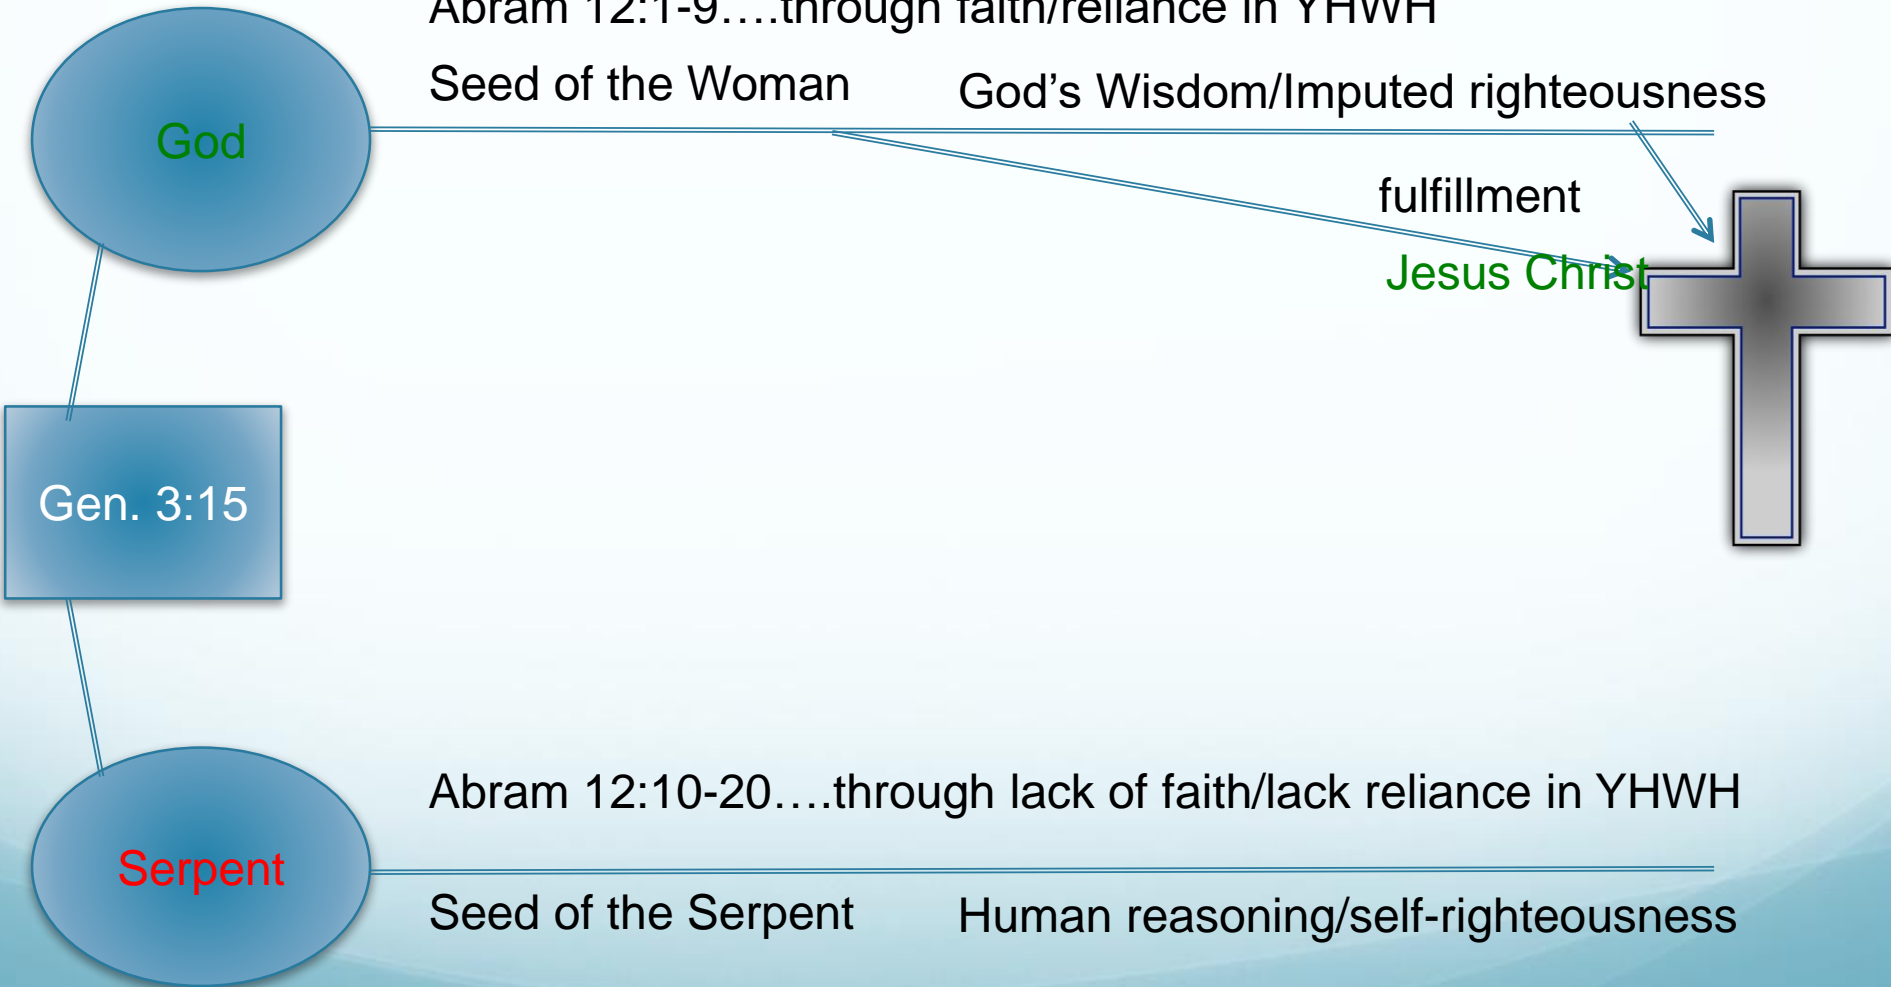 Abram 12:1-9….through faith/reliance in YHWH
Seed of the Woman
God’s Wisdom/Imputed righteousness
God
fulfillment
Jesus Christ
Gen. 3:15
Abram 12:10-20….through lack of faith/lack reliance in YHWH
Serpent
Seed of the Serpent
Human reasoning/self-righteousness